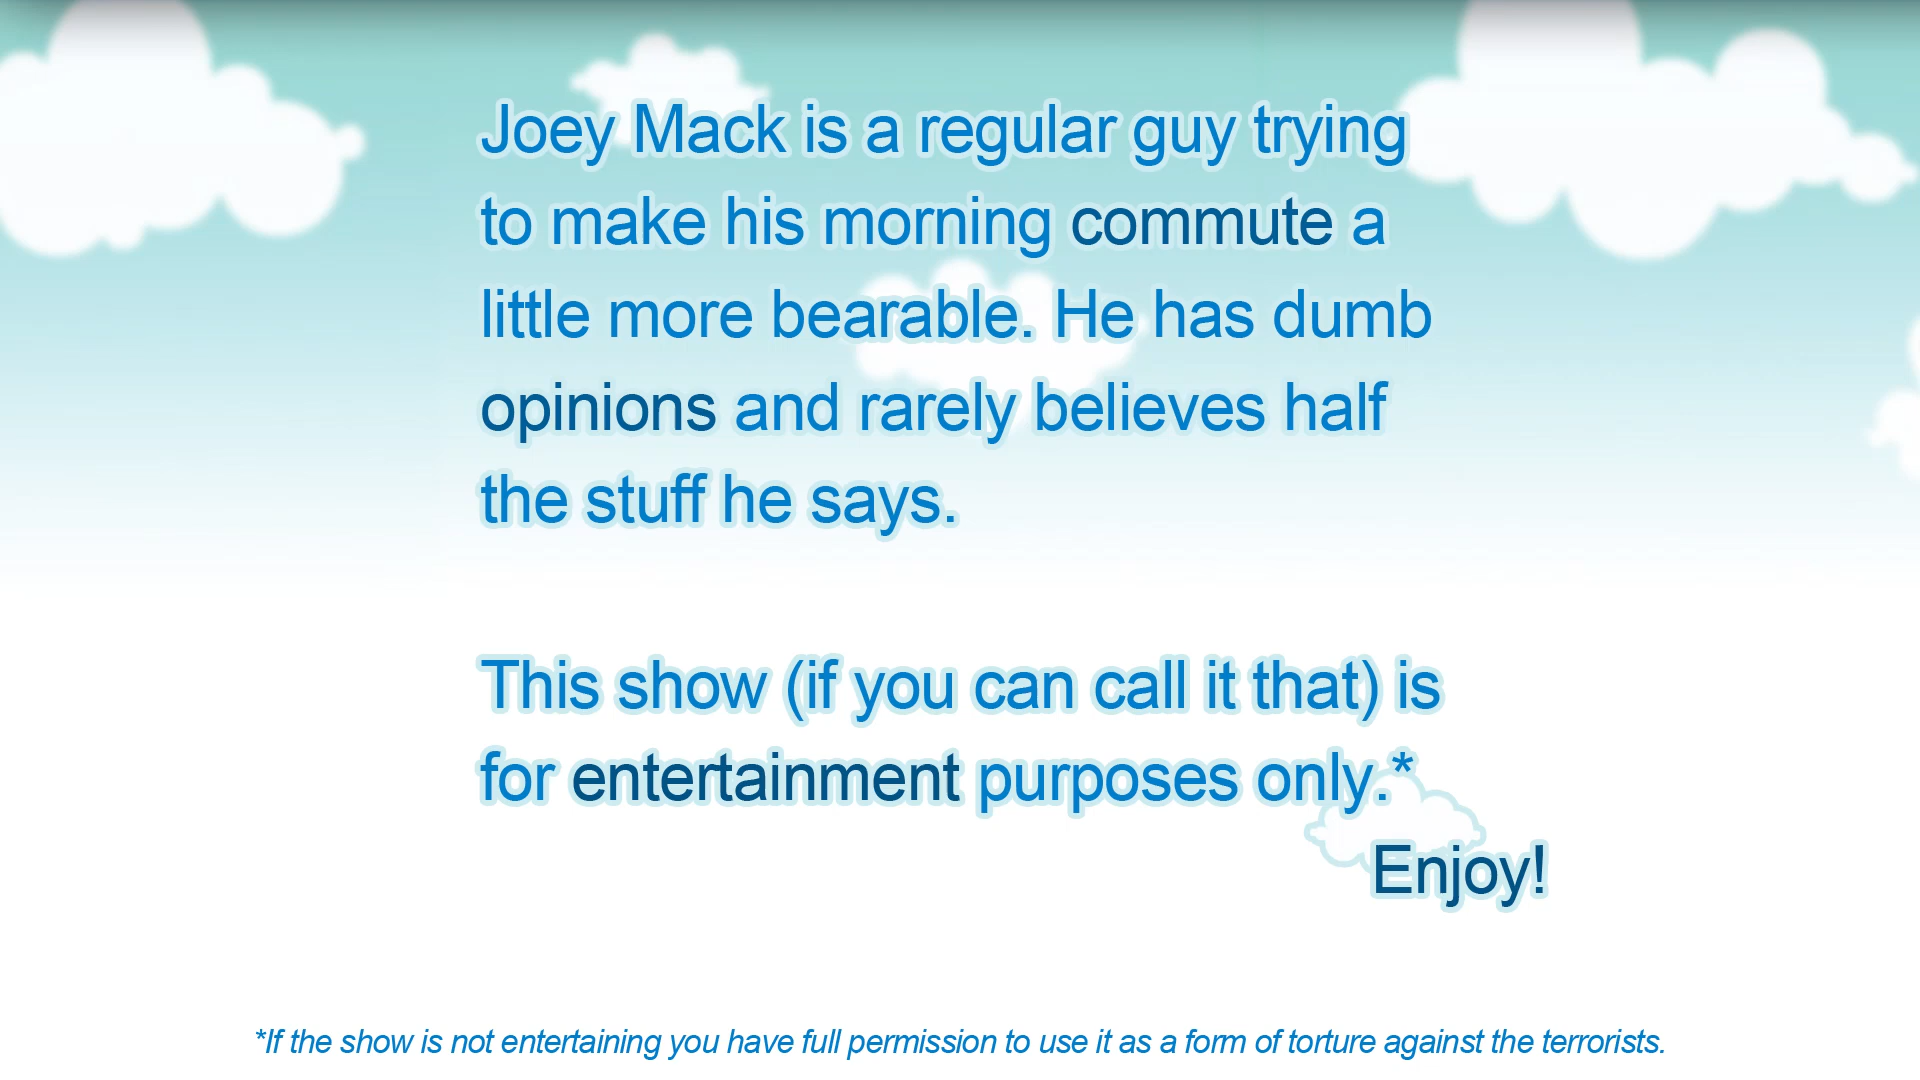 Joey Mack is a regular guy trying
to make his morning commute a
little more bearable. He has dumb
opinions and rarely believes half
the stuff he says.
This show (if you can call it that) is
for entertainment purposes only.*
Enjoy!
*If the show is not entertaining you have full permission to use it as a form of torture against the terrorists.